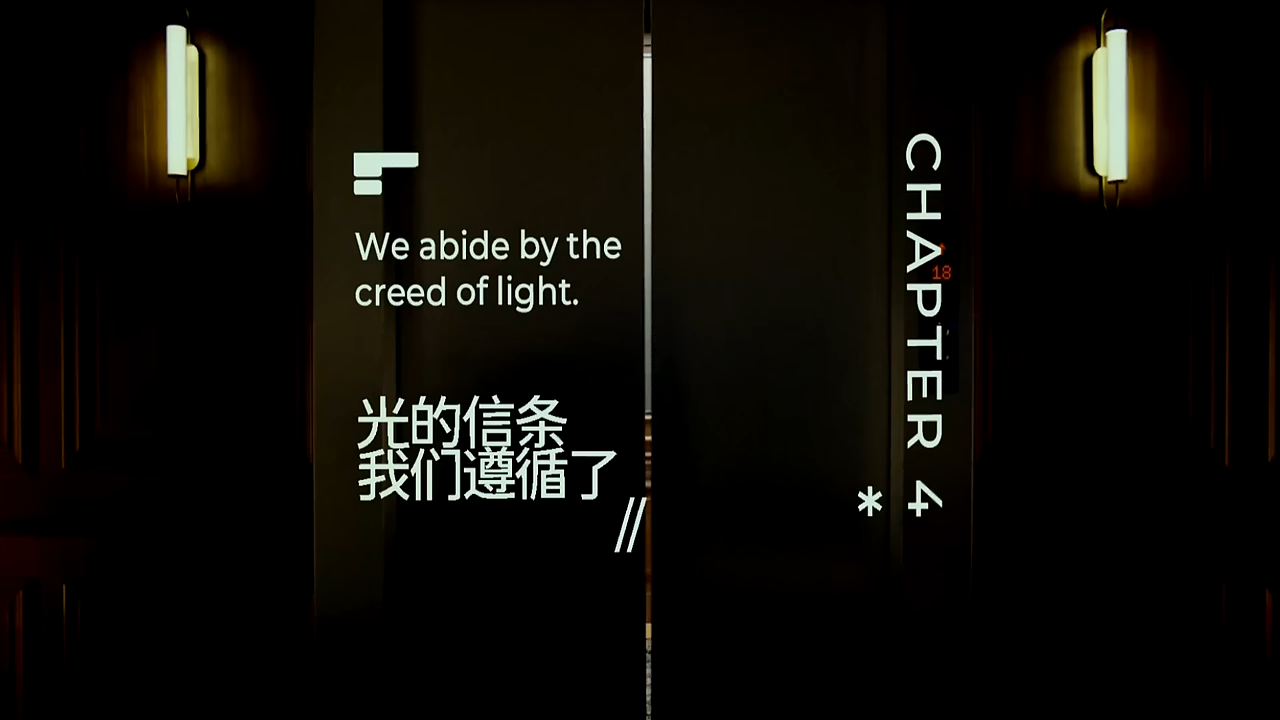 We abide by the
creed of light.
光的信条
我们遵循了
//
CHAPTER 4
*
18